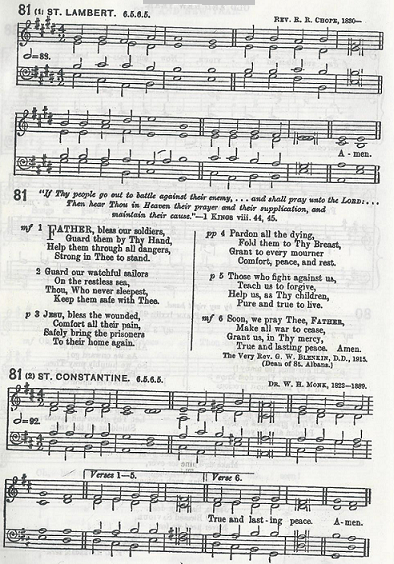 81 (1) ST. LAMBERT. 6.5.6.5.
REV. R. R. CHOPE, 1830—
=88.
A - men.
81 "If Thy people go out to battle against their enemy, . . . and shall pray unto the LORD: . . .
Then hear Thou in Heaven their prayer and their supplication, and
maintain their cause."—1 KINGS viii. 44, 45.
mf 1 FATHER, bless our soldiers,
Guard them by Thy Hand,
Help them through all dangers,
Strong in Thee to stand.
2 Guard our watchful sailors
On the restless sea,
Thou, Who never sleepest,
Keep them safe with Thee.
p 3 JESU, bless the wounded,
Comfort all their pain,
Safely bring the prisoners
To their home again.
pp 4 Pardon all the dying,
Fold them to Thy Breast,
Grant to every mourner
Comfort, peace, and rest.
p 5 Those who fight against us,
Teach us to forgive,
Help us, as Thy children,
Pure and true to live.
mf 6 Soon, we pray Thee, FATHER,
Make all war to cease,
Grant us, in Thy mercy,
True and lasting peace. Amen.
The Very Rev. G. W. BLENKIN, D.D., 1915.
(Dean of St. Albans.)
81 (2) ST. CONSTANTINE. 6.5.6.5.
DR. W. H. MONK, 1823—1889.
=92.
Verses 1—5.
Verse 6.
True and last - ing peace. A - men.